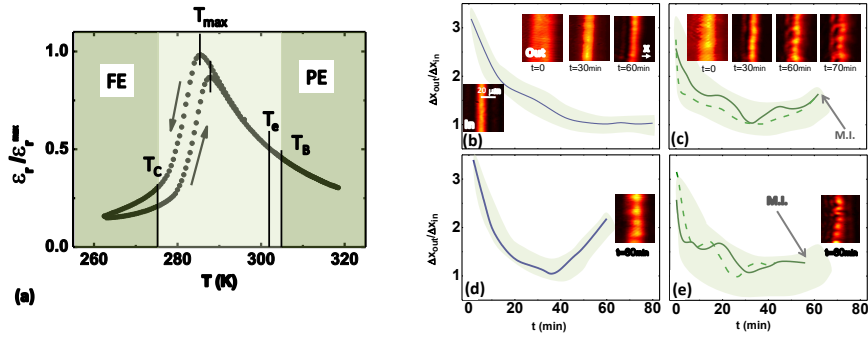 T_max
1.0
FE
PE
ε_r/ε_r^max
0.5
T_e
T_B
T_C
0.0
260
280
300
320
T (K)
(a)
3
2
1
Δx_out/Δx_in
Out
x
t=0
t=30min
t=60min
20 μm
In
(b)
t=0
t=30min
t=60min
t=70min
M.I.
(c)
3
2
1
Δx_out/Δx_in
t=60min
(d)
0
20
40
60
80
t (min)
M.I.
t=60min
(e)
0
20
40
60
80
t (min)